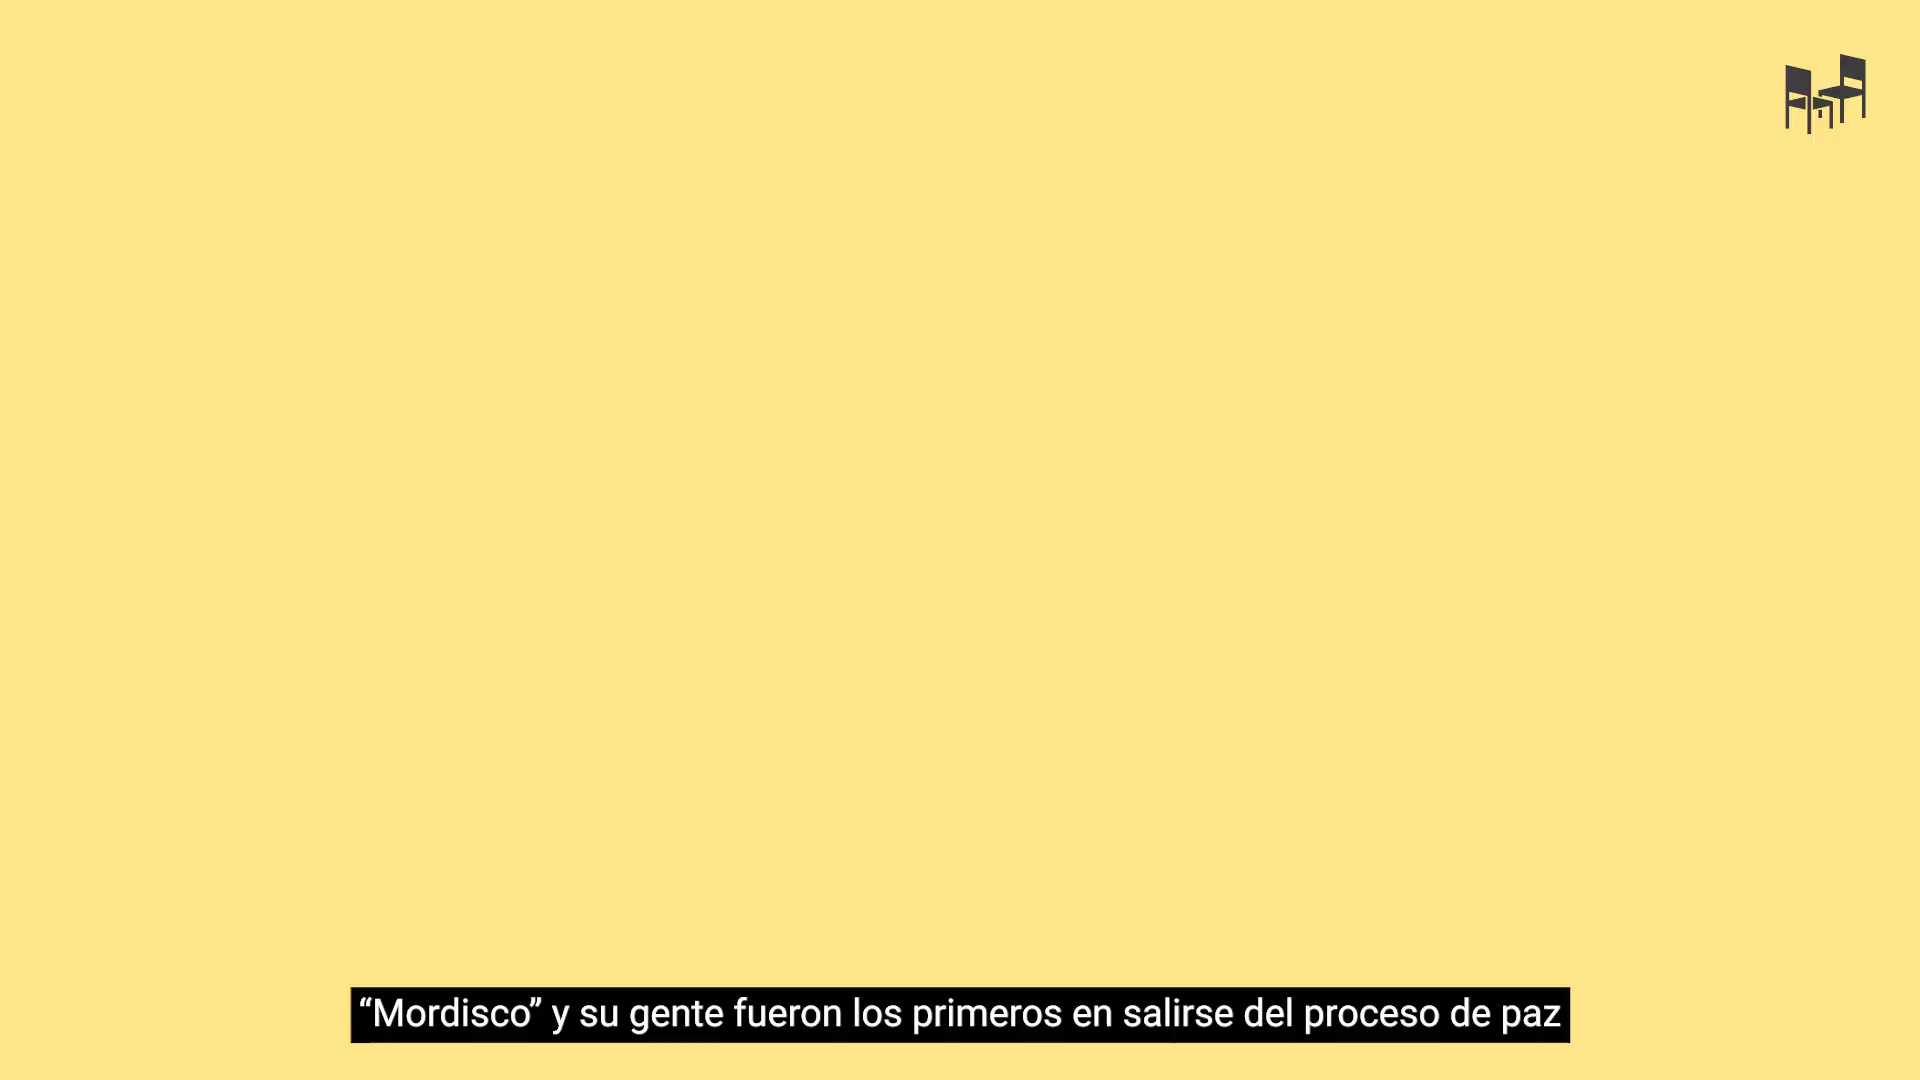 “Mordisco” y su gente fueron los primeros en salirse del proceso de paz